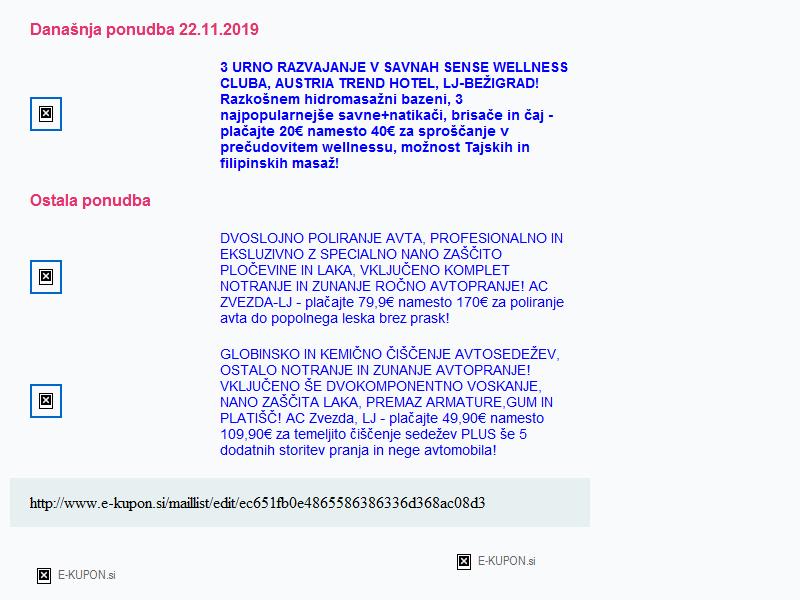 Današnja ponudba 22.11.2019
3 URNO RAZVAJANJE V SAVNAH SENSE WELLNESS
CLUBA, AUSTRIA TREND HOTEL, LJ-BEŽIGRAD!
Razkošnem hidromasažni bazeni, 3
najpopularnejše savne+natikači, brisače in čaj -
plačajte 20€ namesto 40€ za sproščanje v
prečudovitem wellnessu, možnost Tajskih in
filipinskih masaž!
Ostala ponudba
DVOSLOJNO POLIRANJE AVTA, PROFESIONALNO IN
EKSLUZIVNO Z SPECIALNO NANO ZAŠČITO
PLOČEVINE IN LAKA, VKLJUČENO KOMPLET
NOTRANJE IN ZUNANJE ROČNO AVTOPRANJE! AC
ZVEZDA-LJ - plačajte 79,9€ namesto 170€ za poliranje
avta do popolnega leska brez prask!
GLOBINSKO IN KEMIČNO ČIŠČENJE AVTOSEDEŽEV,
OSTALO NOTRANJE IN ZUNANJE AVTOPRANJE!
VKLJUČENO ŠE DVOKOMPONENTNO VOSKANJE,
NANO ZAŠČITA LAKA, PREMAZ ARMATURE,GUM IN
PLATIŠČ! AC Zvezda, LJ - plačajte 49,90€ namesto
109,90€ za temeljito čiščenje sedežev PLUS še 5
dodatnih storitev pranja in nege avtomobila!
http://www.e-kupon.si/maillist/edit/ec651fb0e4865586386336d368ac08d3
E-KUPON.si
E-KUPON.si